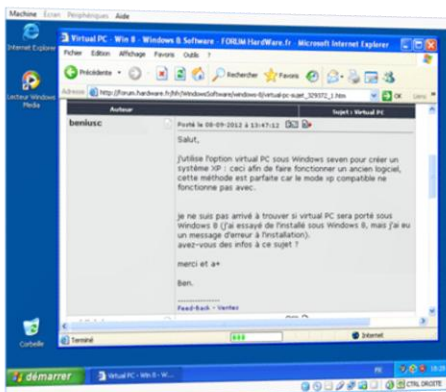 Machine Écran Périphériques Aide
Internet Explorer
Lecteur Windows Media
Corbeille
Virtual PC - Win 8 - Windows & Software - FORUM HardWare.fr - Microsoft Internet Explorer
Fichier Edition Affichage Favoris Outils ?
Précédente Rechercher Favoris
Adresse http://forum.hardware.fr/hfr/WindowsSoftware/windows-8/virtual-pc-sujet_329372_1.htm OK Liens
Auteur Sujet : Virtual PC
beniusc
Posté le 08-09-2012 à 13:47:12
Salut,
j'utilise l'option virtual PC sous Windows seven pour créer un
système XP : ceci afin de faire fonctionner un ancien logiciel,
cette méthode est parfaite car le mode xp compatible ne
fonctionne pas avec.
je ne suis pas arrivé à trouver si virtual PC sera porté sous
Windows 8 (j'ai essayé de l'installé sous Windows 8, mais j'ai eu
un message d'erreur à l'installation).
avez-vous des infos à ce sujet ?
merci et a+
Ben.
---------------
Feed-Back - Ventes
Terminé Internet
démarrer Virtual PC - Win 8 - W... FR
CTRL DROITE